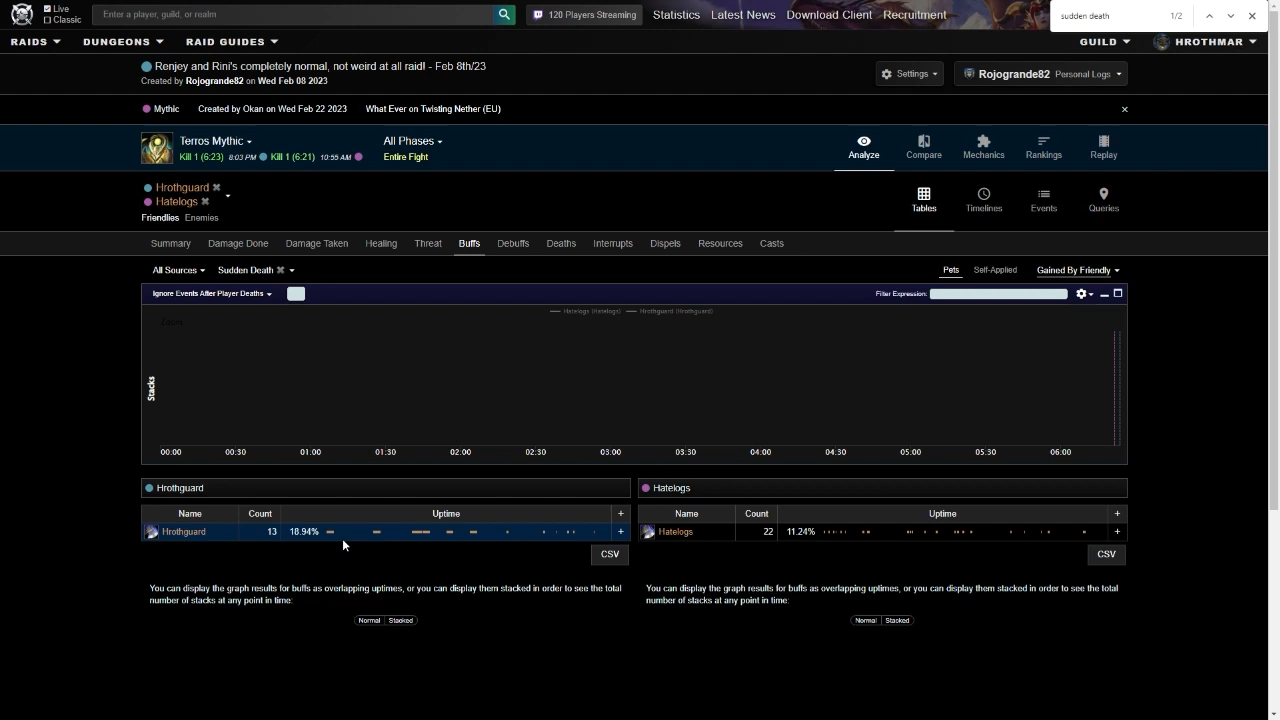 Live
Classic
Enter a player, guild, or realm
120 Players Streaming
Statistics
Latest News
Download Client
Recruitment
sudden death
1/2
RAIDS
DUNGEONS
RAID GUIDES
GUILD
HROTHMAR
Renjey and Rini's completely normal, not weird at all raid! - Feb 8th/23
Created by Rojogrande82 on Wed Feb 08 2023
Settings
Rojogrande82 Personal Logs
Mythic
Created by Okan on Wed Feb 22 2023
What Ever on Twisting Nether (EU)
Terros Mythic
Kill 1 (6:23) 8:03 PM Kill 1 (6:21) 10:55 AM
All Phases
Entire Fight
Analyze
Compare
Mechanics
Rankings
Replay
Hrothguard
Hatelogs
Friendlies Enemies
Tables
Timelines
Events
Queries
Summary
Damage Done
Damage Taken
Healing
Threat
Buffs
Debuffs
Deaths
Interrupts
Dispels
Resources
Casts
All Sources
Sudden Death
Pets
Self-Applied
Gained By Friendly
Ignore Events After Player Deaths
Filter Expression:
Hatelogs (Hatelogs) Hrothguard (Hrothguard)
Zoom
Stacks
00:00 00:30 01:00 01:30 02:00 02:30 03:00 03:30 04:00 04:30 05:00 05:30 06:00
Hrothguard
Name Count Uptime +
Hrothguard 13 18.94% +
CSV
You can display the graph results for buffs as overlapping uptimes, or you can display them stacked in order to see the total
number of stacks at any point in time:
Normal Stacked
Hatelogs
Name Count Uptime +
Hatelogs 22 11.24% +
CSV
You can display the graph results for buffs as overlapping uptimes, or you can display them stacked in order to see the total
number of stacks at any point in time:
Normal Stacked